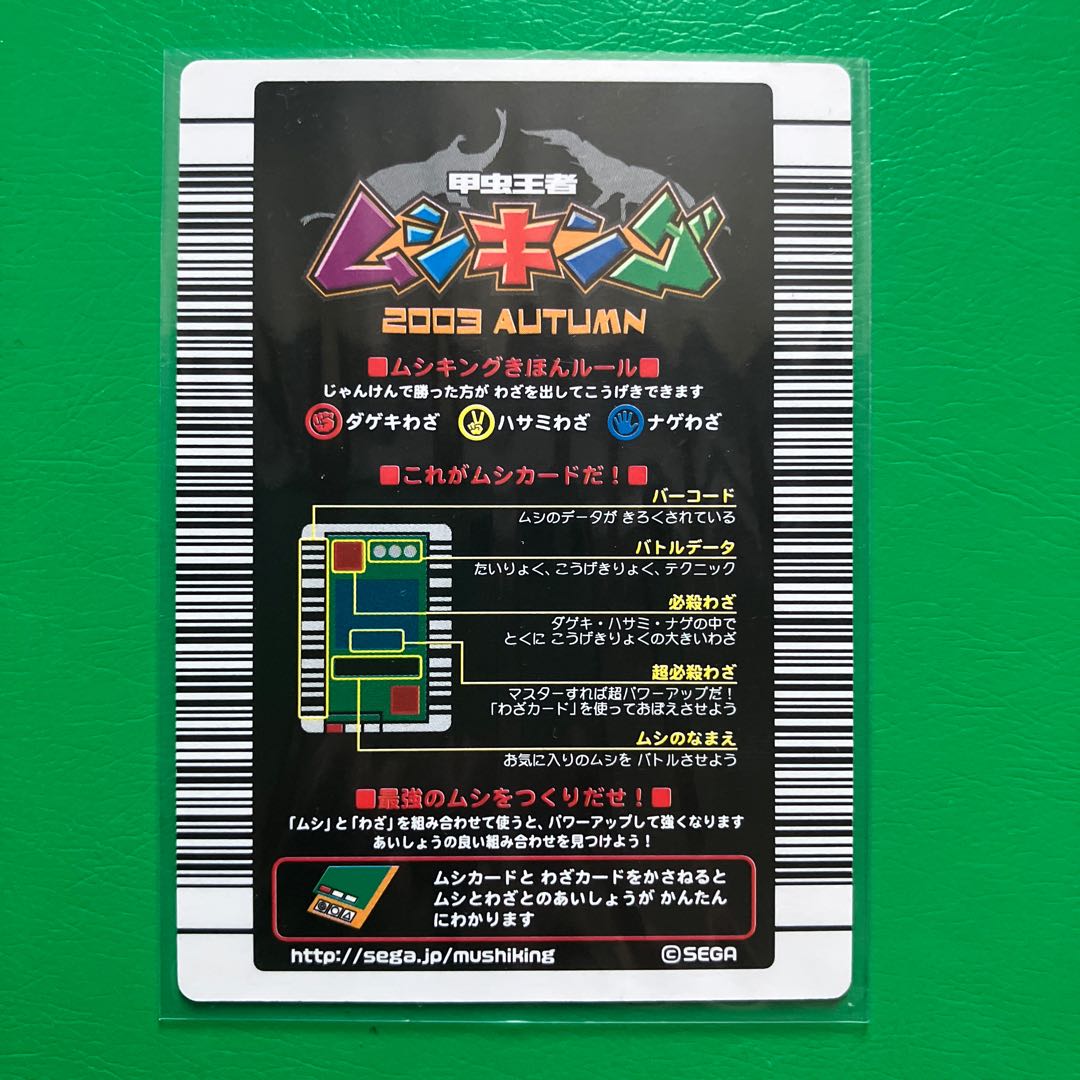 甲虫王者
ムシキング
2003 AUTUMN
■ムシキングきほんルール■
じゃんけんで勝った方が わざを出してこうげきできます
ダゲキわざ ハサミわざ ナゲわざ
■これがムシカードだ！■
バーコード
ムシのデータが きろくされている
バトルデータ
たいりょく、こうげきりょく、テクニック
必殺わざ
ダゲキ・ハサミ・ナゲの中で
とくに こうげきりょくの大きいわざ
超必殺わざ
マスターすれば超パワーアップだ！
「わざカード」を使っておぼえさせよう
ムシのなまえ
お気に入りのムシを バトルさせよう
■最強のムシをつくりだせ！■
「ムシ」と「わざ」を組み合わせて使うと、パワーアップして強くなります
あいしょうの良い組み合わせを見つけよう！
ムシカードと わざカードをかさねると
ムシとわざとのあいしょうが かんたん
にわかります
http://sega.jp/mushiking ©SEGA